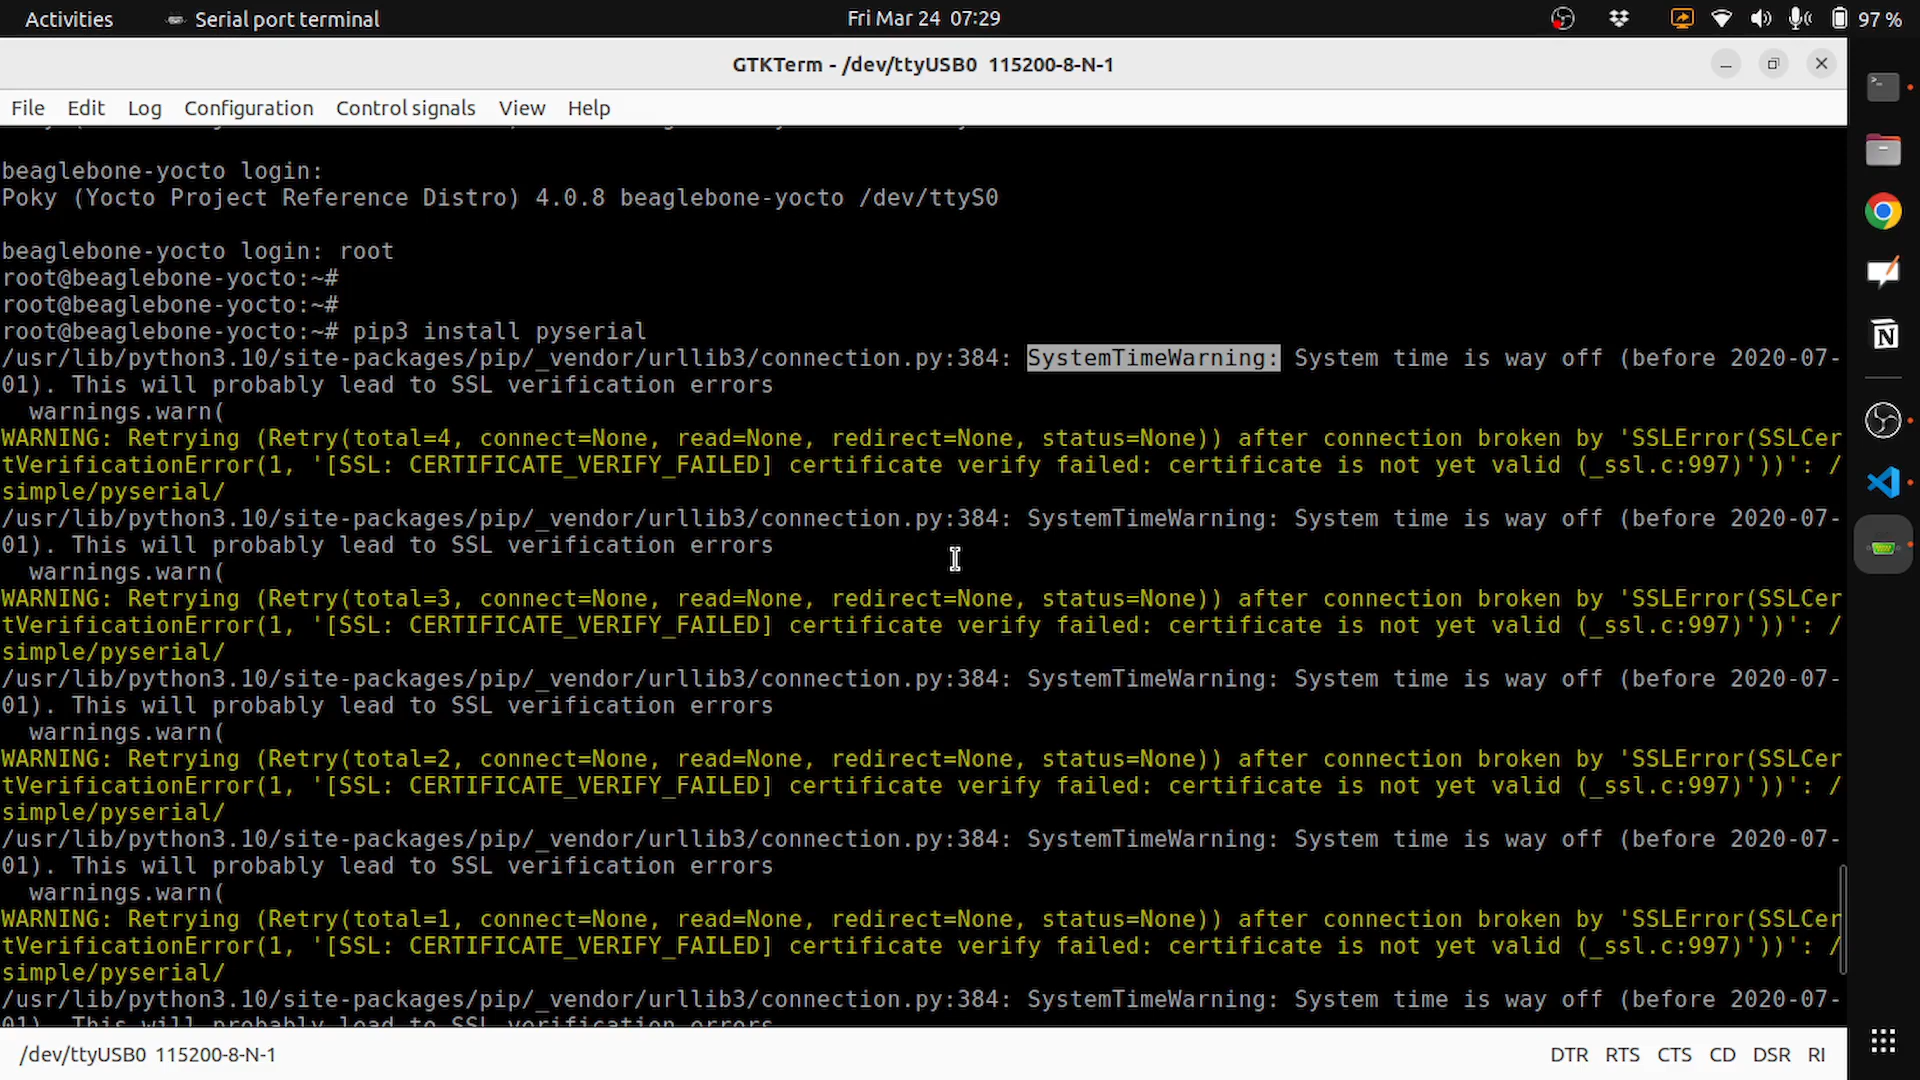 Activities
Serial port terminal
Fri Mar 24 07:29
97 %
GTKTerm - /dev/ttyUSB0 115200-8-N-1
File Edit Log Configuration Control signals View Help
beaglebone-yocto login:
Poky (Yocto Project Reference Distro) 4.0.8 beaglebone-yocto /dev/ttyS0
beaglebone-yocto login: root
root@beaglebone-yocto:~#
root@beaglebone-yocto:~#
root@beaglebone-yocto:~# pip3 install pyserial
/usr/lib/python3.10/site-packages/pip/_vendor/urllib3/connection.py:384: SystemTimeWarning: System time is way off (before 2020-07-
01). This will probably lead to SSL verification errors
warnings.warn(
WARNING: Retrying (Retry(total=4, connect=None, read=None, redirect=None, status=None)) after connection broken by 'SSLError(SSLCer
tVerificationError(1, '[SSL: CERTIFICATE_VERIFY_FAILED] certificate verify failed: certificate is not yet valid (_ssl.c:997)'))': /
simple/pyserial/
/usr/lib/python3.10/site-packages/pip/_vendor/urllib3/connection.py:384: SystemTimeWarning: System time is way off (before 2020-07-
01). This will probably lead to SSL verification errors
warnings.warn(
WARNING: Retrying (Retry(total=3, connect=None, read=None, redirect=None, status=None)) after connection broken by 'SSLError(SSLCer
tVerificationError(1, '[SSL: CERTIFICATE_VERIFY_FAILED] certificate verify failed: certificate is not yet valid (_ssl.c:997)'))': /
simple/pyserial/
/usr/lib/python3.10/site-packages/pip/_vendor/urllib3/connection.py:384: SystemTimeWarning: System time is way off (before 2020-07-
01). This will probably lead to SSL verification errors
warnings.warn(
WARNING: Retrying (Retry(total=2, connect=None, read=None, redirect=None, status=None)) after connection broken by 'SSLError(SSLCer
tVerificationError(1, '[SSL: CERTIFICATE_VERIFY_FAILED] certificate verify failed: certificate is not yet valid (_ssl.c:997)'))': /
simple/pyserial/
/usr/lib/python3.10/site-packages/pip/_vendor/urllib3/connection.py:384: SystemTimeWarning: System time is way off (before 2020-07-
01). This will probably lead to SSL verification errors
warnings.warn(
WARNING: Retrying (Retry(total=1, connect=None, read=None, redirect=None, status=None)) after connection broken by 'SSLError(SSLCer
tVerificationError(1, '[SSL: CERTIFICATE_VERIFY_FAILED] certificate verify failed: certificate is not yet valid (_ssl.c:997)'))': /
simple/pyserial/
/usr/lib/python3.10/site-packages/pip/_vendor/urllib3/connection.py:384: SystemTimeWarning: System time is way off (before 2020-07-
01). This will probably lead to SSL verification errors
/dev/ttyUSB0 115200-8-N-1
DTR RTS CTS CD DSR RI